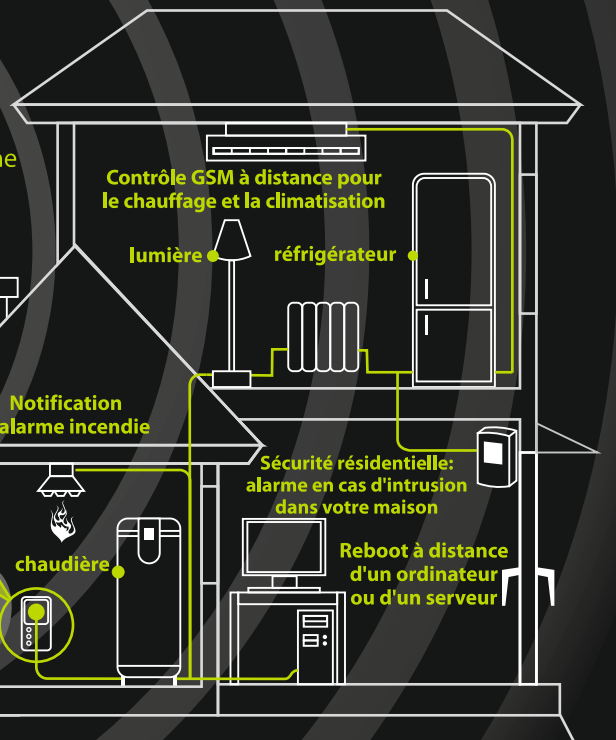 Contrôle GSM à distance pour
le chauffage et la climatisation
lumière
réfrigérateur
Notification
alarme incendie
Sécurité résidentielle:
alarme en cas d'intrusion
dans votre maison
chaudière
Reboot à distance
d'un ordinateur
ou d'un serveur